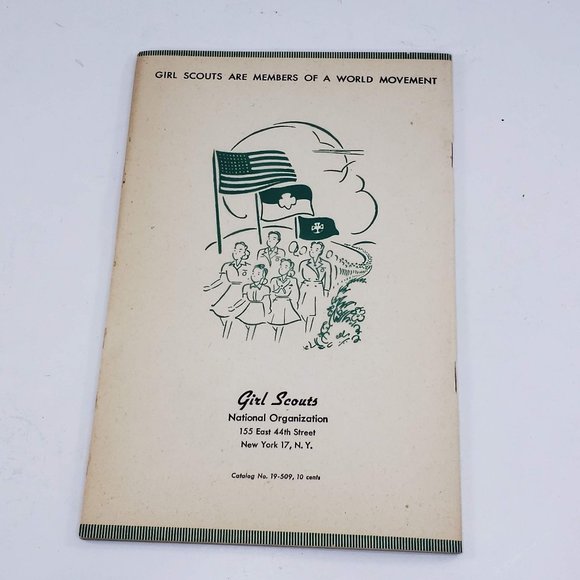 GIRL SCOUTS ARE MEMBERS OF A WORLD MOVEMENT
Girl Scouts
National Organization
155 East 44th Street
New York 17, N. Y.
Catalog No. 19-509, 10 cents